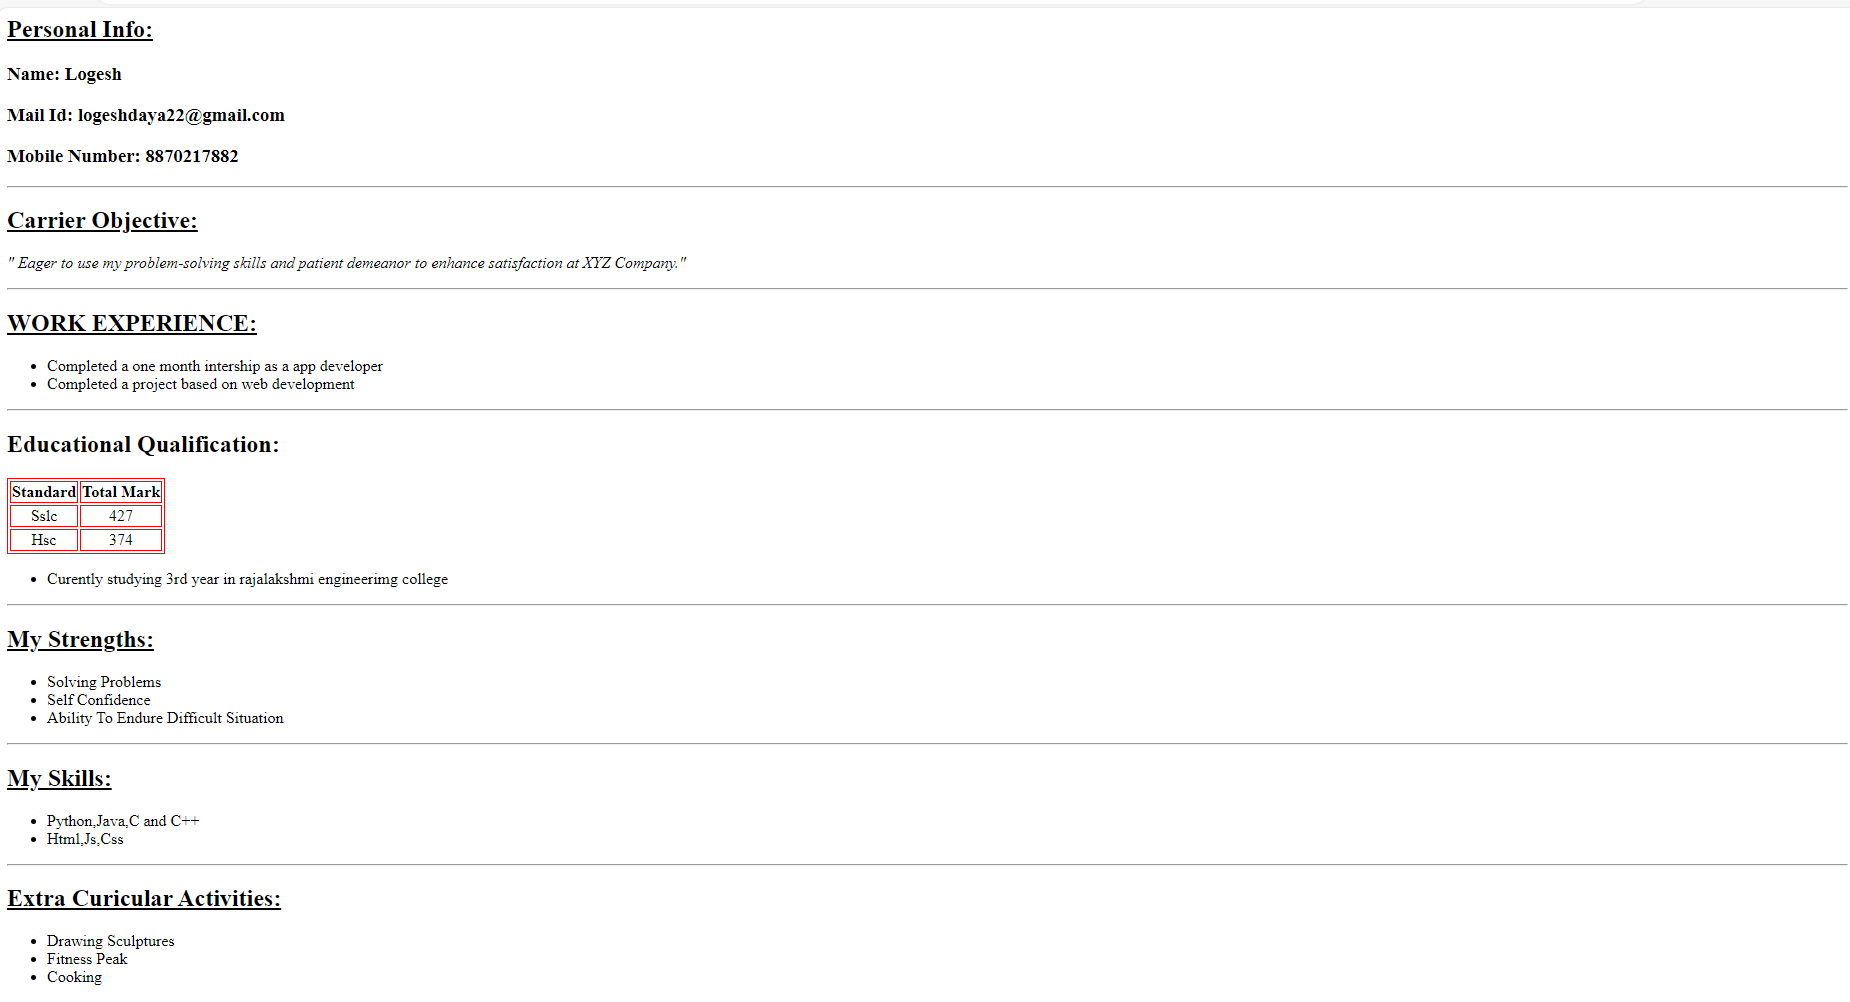 Personal Info:
Name: Logesh
Mail Id: logeshdaya22@gmail.com
Mobile Number: 8870217882
Carrier Objective:
" Eager to use my problem-solving skills and patient demeanor to enhance satisfaction at XYZ Company."
WORK EXPERIENCE:
Completed a one month intership as a app developer
Completed a project based on web development
Educational Qualification:
Standard Total Mark
Sslc 427
Hsc 374
Curently studying 3rd year in rajalakshmi engineerimg college
My Strengths:
Solving Problems
Self Confidence
Ability To Endure Difficult Situation
My Skills:
Python,Java,C and C++
Html,Js,Css
Extra Curicular Activities:
Drawing Sculptures
Fitness Peak
Cooking